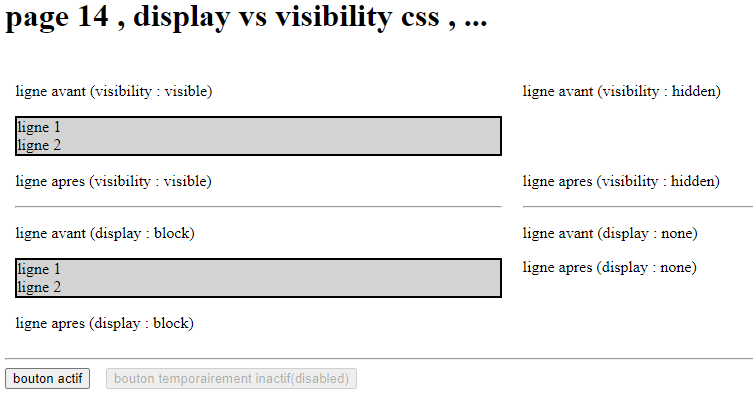 page 14 , display vs visibility css , ...
ligne avant (visibility : visible)
ligne avant (visibility : hidden)
ligne 1
ligne 2
ligne apres (visibility : visible)
ligne apres (visibility : hidden)
ligne avant (display : block)
ligne avant (display : none)
ligne 1
ligne 2
ligne apres (display : none)
ligne apres (display : block)
bouton actif
bouton temporairement inactif(disabled)